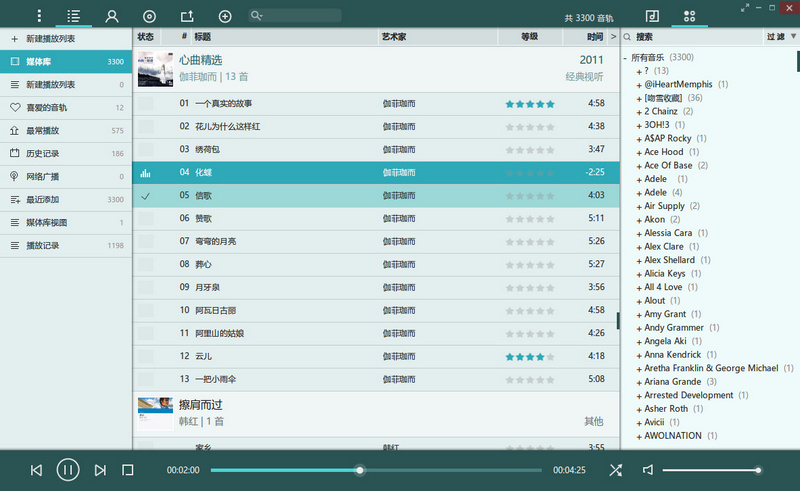 共 3300 音轨
新建播放列表
媒体库 3300
新建播放列表 0
喜爱的音轨 12
最常播放 575
历史记录 186
网络广播 0
最近添加 3300
媒体库视图 1
播放记录 1198
状态 # 标题 艺术家 等级 时间 >
心曲精选 2011
伽菲珈而 | 13 首 经典视听
01 一个真实的故事 伽菲珈而 4:58
02 花儿为什么这样红 伽菲珈而 4:38
03 绣荷包 伽菲珈而 3:47
04 化蝶 伽菲珈而 -2:25
05 信歌 伽菲珈而 4:03
06 赞歌 伽菲珈而 5:11
07 弯弯的月亮 伽菲珈而 5:26
08 葬心 伽菲珈而 5:27
09 月牙泉 伽菲珈而 3:56
10 阿瓦日古丽 伽菲珈而 4:58
11 阿里山的姑娘 伽菲珈而 4:26
12 云儿 伽菲珈而 4:18
13 一把小雨伞 伽菲珈而 5:08
擦肩而过
韩红 | 1 首 其他
家乡 韩红 3:55
搜索 过滤
- 所有音乐 (3300)
+ ? (13)
+ @iHeartMemphis (1)
+ [吻雪收藏] (36)
+ 2 Chainz (2)
+ 3OH!3 (1)
+ A$AP Rocky (1)
+ Ace Hood (1)
+ Ace Of Base (2)
+ Adele (1)
+ Adele (4)
+ Air Supply (2)
+ Akon (2)
+ Alessia Cara (1)
+ Alex Clare (1)
+ Alex Shellard (1)
+ Alicia Keys (1)
+ All 4 Love (1)
+ Alout (1)
+ Amy Grant (1)
+ Andy Grammer (1)
+ Angela Aki (1)
+ Anna Kendrick (1)
+ Aretha Franklin & George Michael (1)
+ Ariana Grande (3)
+ Arrested Development (1)
+ Asher Roth (1)
+ Avicii (1)
+ AWOLNATION (1)
00:02:00 00:04:25